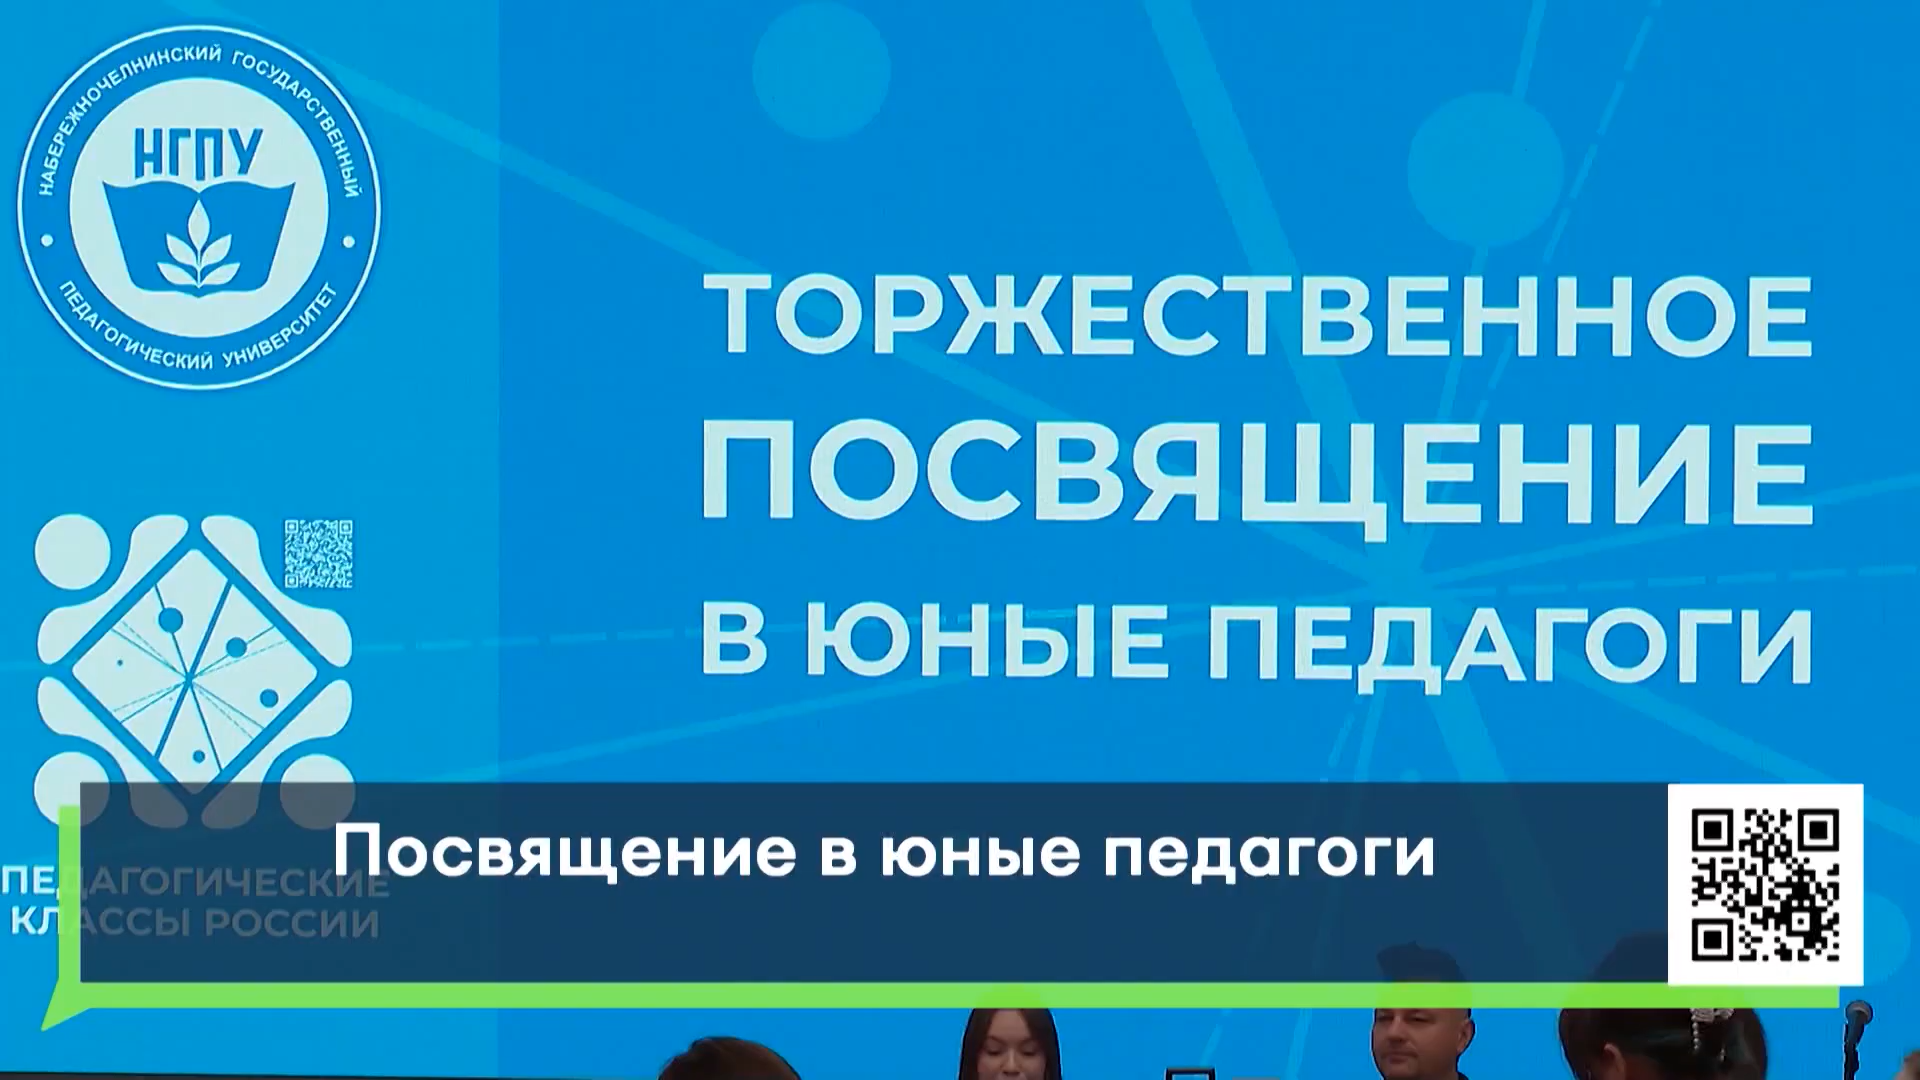 НАБЕРЕЖНОЧЕЛНИНСКИЙ ГОСУДАРСТВЕННЫЙ
НГПУ
ПЕДАГОГИЧЕСКИЙ УНИВЕРСИТЕТ
ТОРЖЕСТВЕННОЕ
ПОСВЯЩЕНИЕ
В ЮНЫЕ ПЕДАГОГИ
ПЕДАГОГИЧЕСКИЕ
КЛАССЫ РОССИИ
Посвящение в юные педагоги